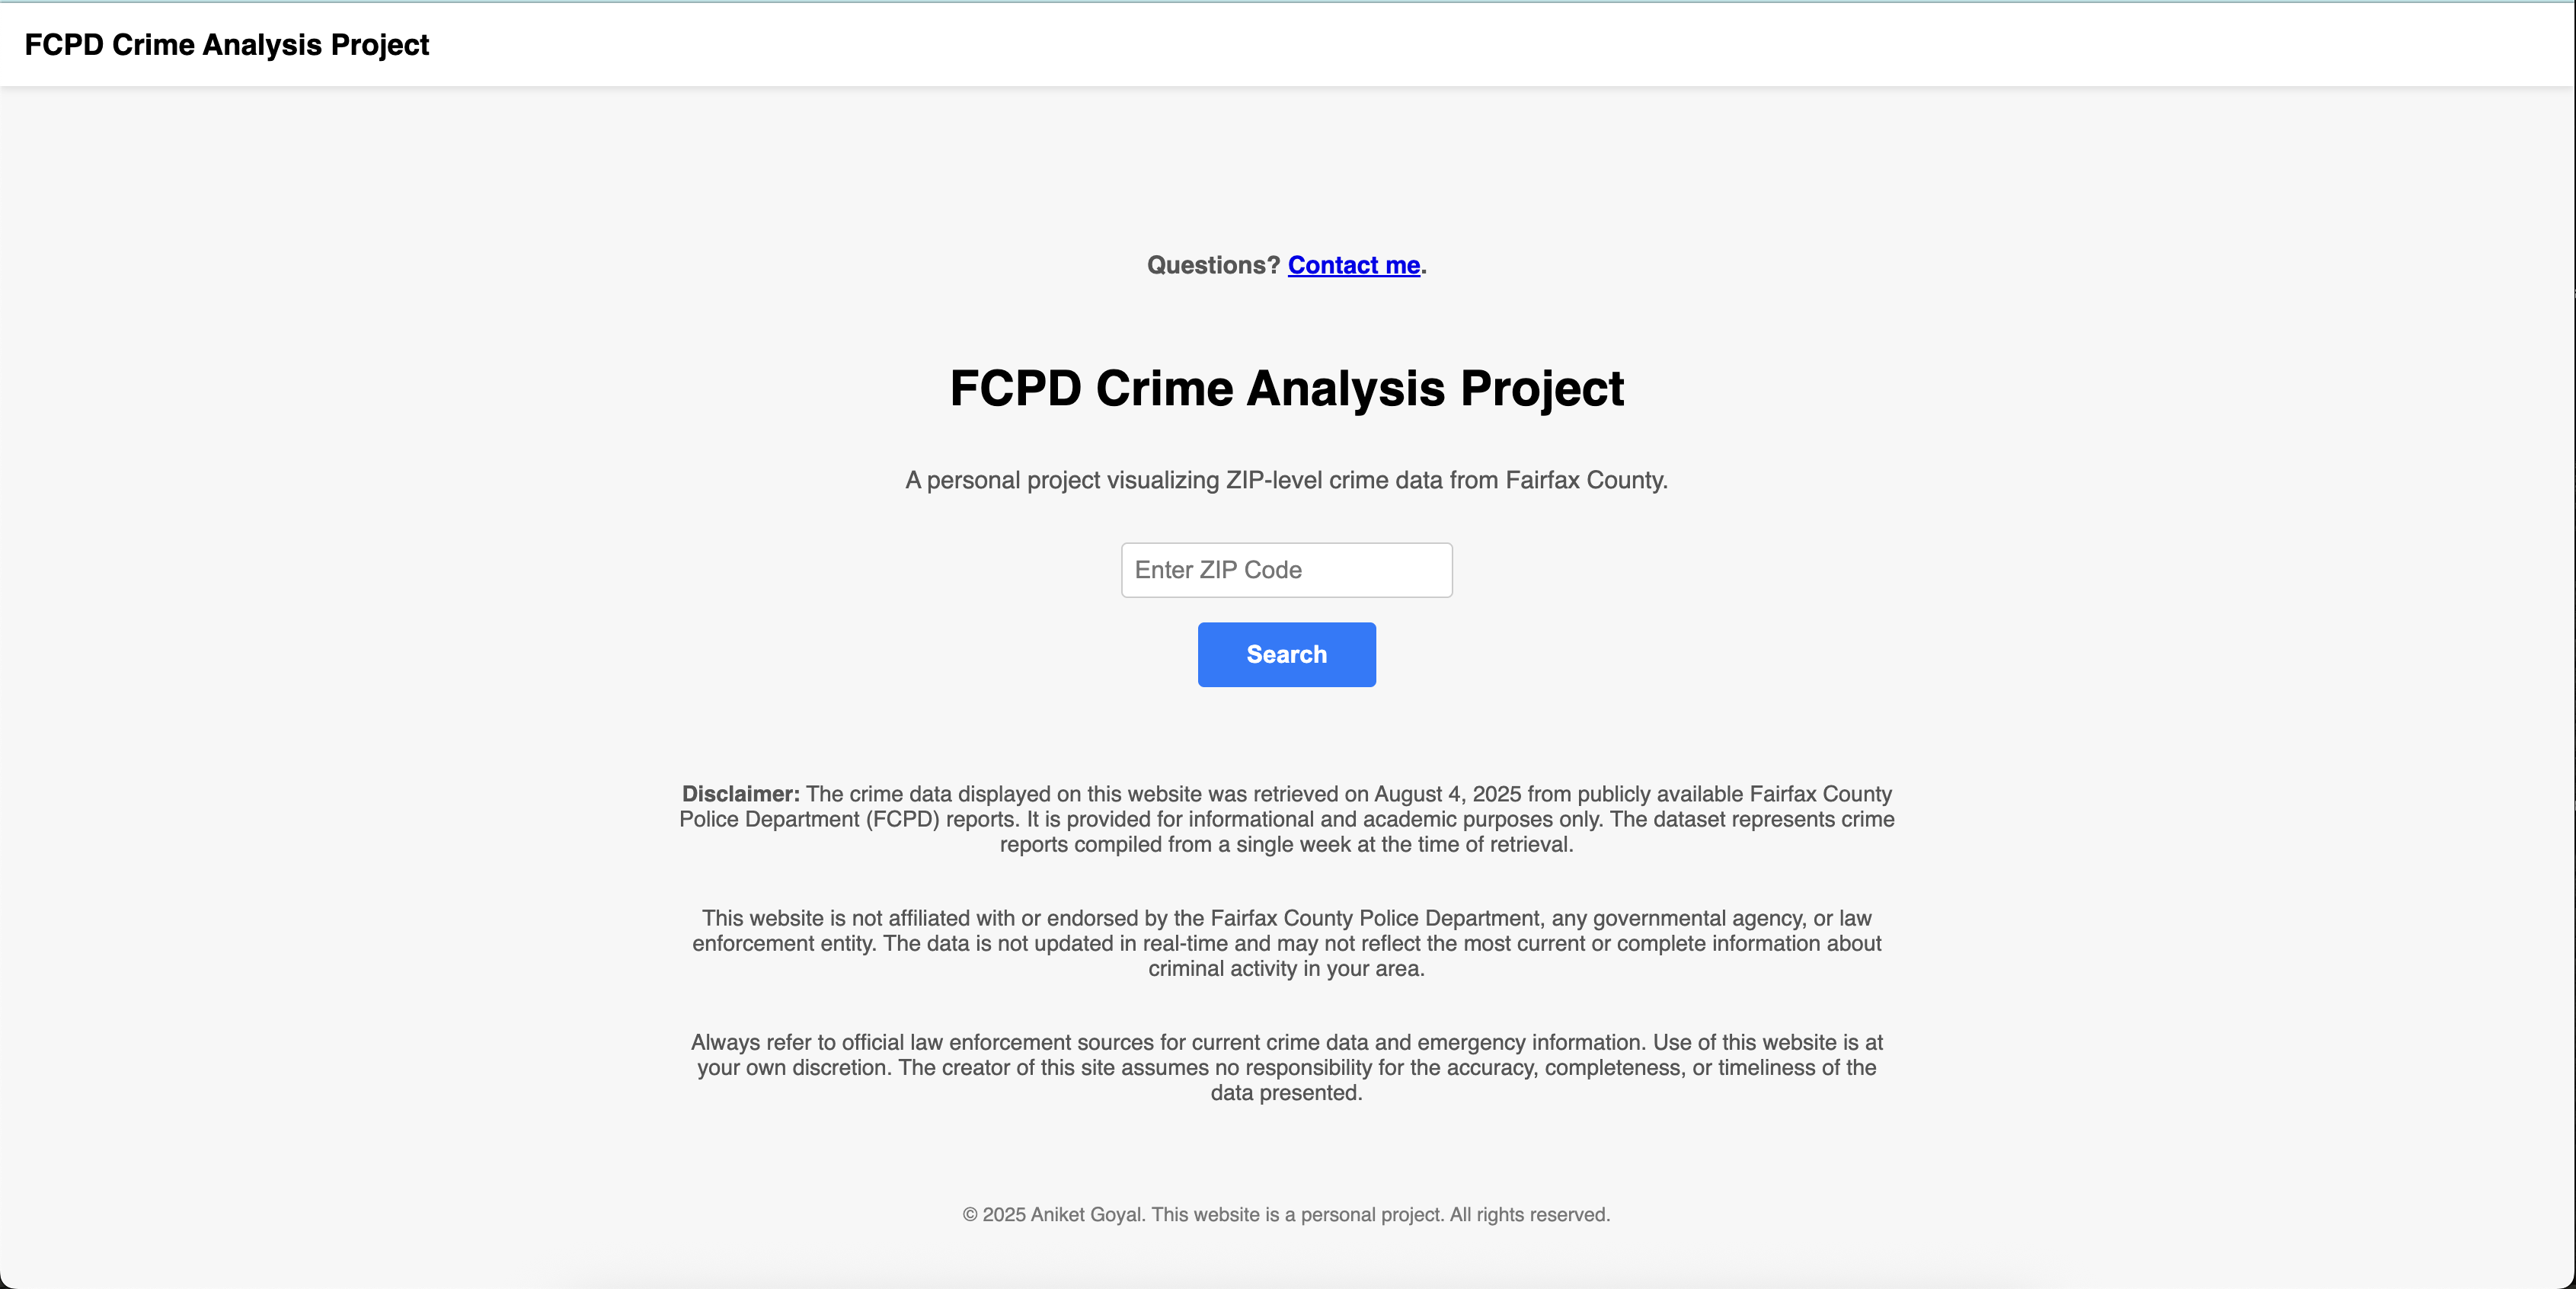 FCPD Crime Analysis Project
Questions? Contact me.
FCPD Crime Analysis Project
A personal project visualizing ZIP-level crime data from Fairfax County.
Enter ZIP Code
Search
Disclaimer: The crime data displayed on this website was retrieved on August 4, 2025 from publicly available Fairfax County
Police Department (FCPD) reports. It is provided for informational and academic purposes only. The dataset represents crime
reports compiled from a single week at the time of retrieval.
This website is not affiliated with or endorsed by the Fairfax County Police Department, any governmental agency, or law
enforcement entity. The data is not updated in real-time and may not reflect the most current or complete information about
criminal activity in your area.
Always refer to official law enforcement sources for current crime data and emergency information. Use of this website is at
your own discretion. The creator of this site assumes no responsibility for the accuracy, completeness, or timeliness of the
data presented.
© 2025 Aniket Goyal. This website is a personal project. All rights reserved.